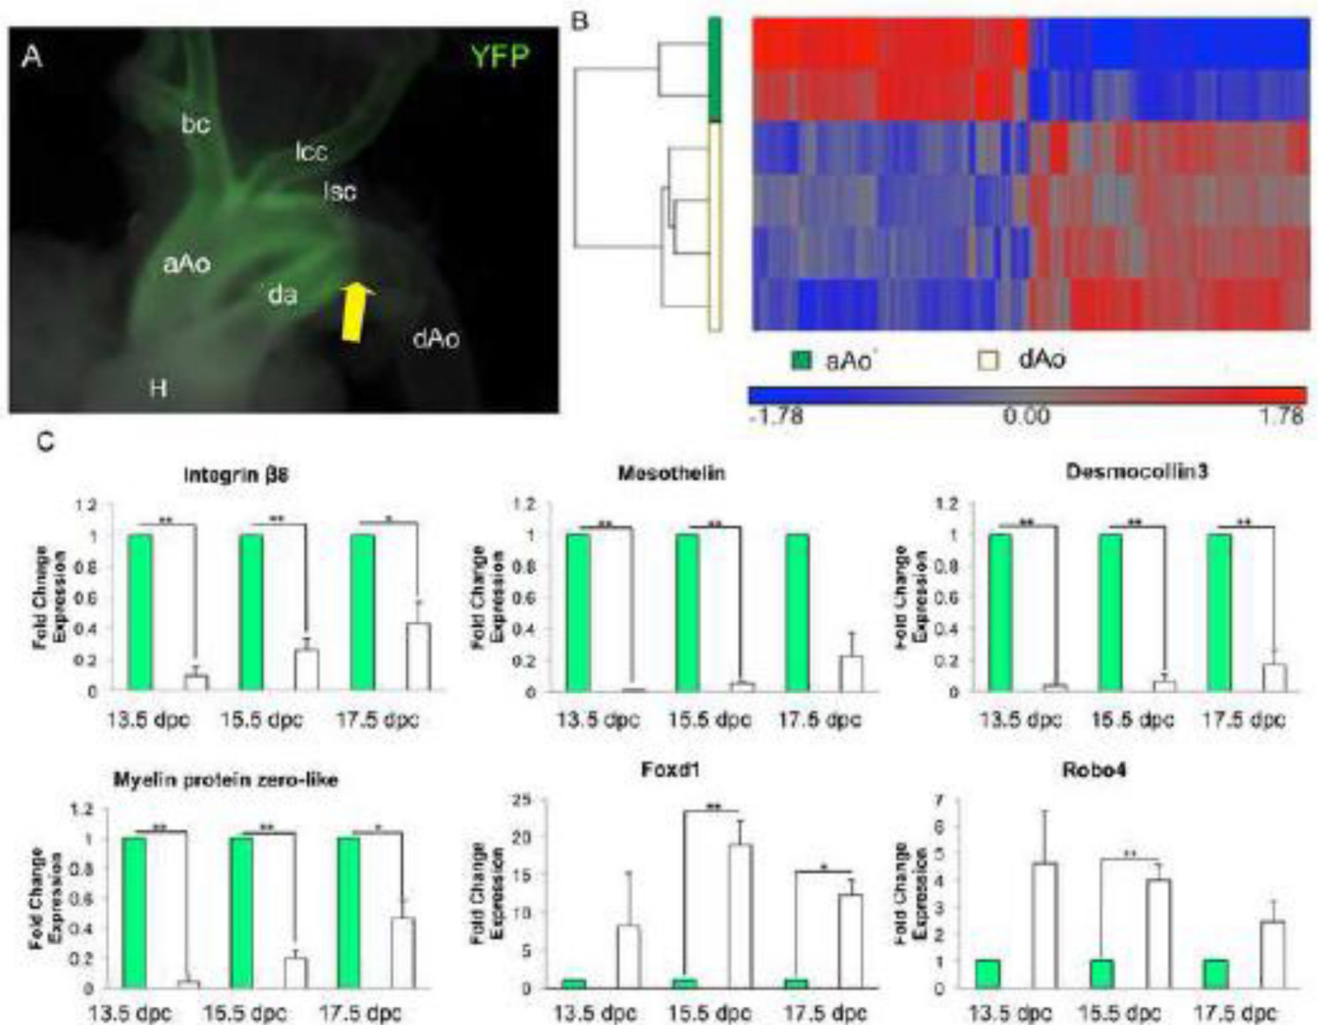 A
YFP
bc
lcc
lsc
aAo
da
dAo
H
B
aAo
dAo
-1.78 0.00 1.78
C
Integrin β8
Fold Change
Expression
1.2
1
0.8
0.6
0.4
0.2
0
**
**
*
13.5 dpc 15.5 dpc 17.5 dpc
Mesothelin
Fold Change
Expression
1.2
1
0.8
0.6
0.4
0.2
0
**
**
13.5 dpc 15.5 dpc 17.5 dpc
Desmocollin3
Fold Change
Expression
1.2
1
0.8
0.6
0.4
0.2
0
**
**
**
13.5 dpc 15.5 dpc 17.5 dpc
Myelin protein zero-like
Fold Change
Expression
1.2
1
0.8
0.6
0.4
0.2
0
**
**
*
13.5 dpc 15.5 dpc 17.5 dpc
Foxd1
Fold Change
Expression
25
20
15
10
5
0
**
*
13.5 dpc 15.5 dpc 17.5 dpc
Robo4
Fold Change
Expression
7
6
5
4
3
2
1
0
**
13.5 dpc 15.5 dpc 17.5 dpc